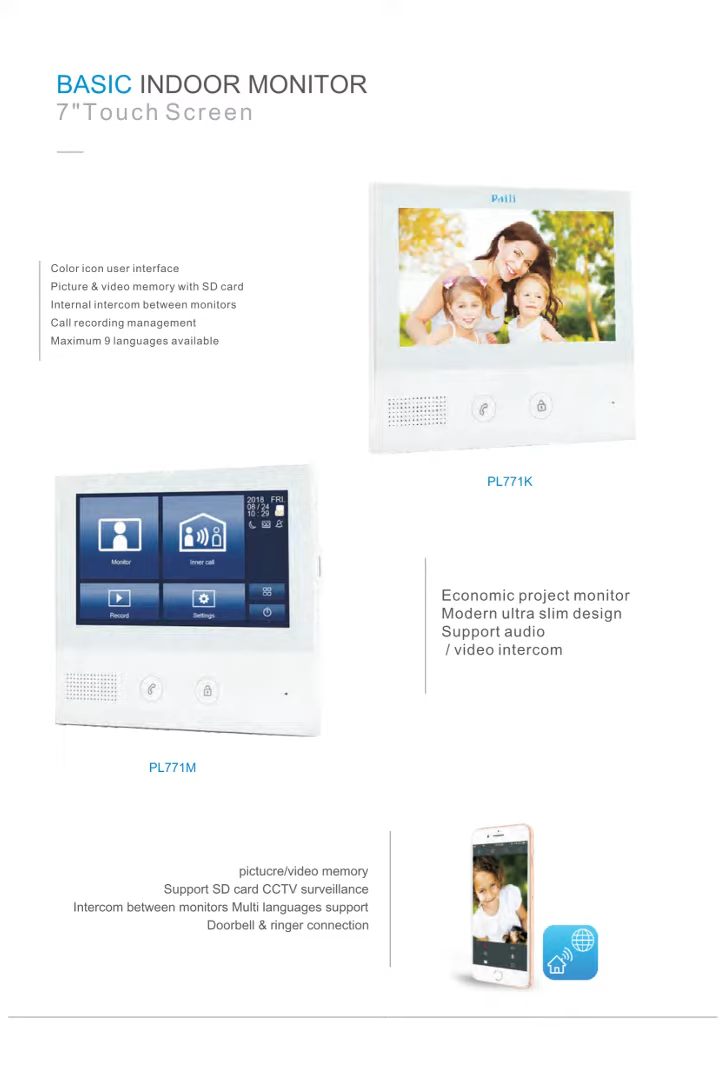 BASIC INDOOR MONITOR
7"Touch Screen
Paili
Color icon user interface
Picture & video memory with SD card
Internal intercom between monitors
Call recording management
Maximum 9 languages available
PL771K
2018 FRI.
08 / 24
10 : 29
Monitor
Inner call
Record
Settings
Economic project monitor
Modern ultra slim design
Support audio
/ video intercom
PL771M
pictucre/video memory
Support SD card CCTV surveillance
Intercom between monitors Multi languages support
Doorbell & ringer connection